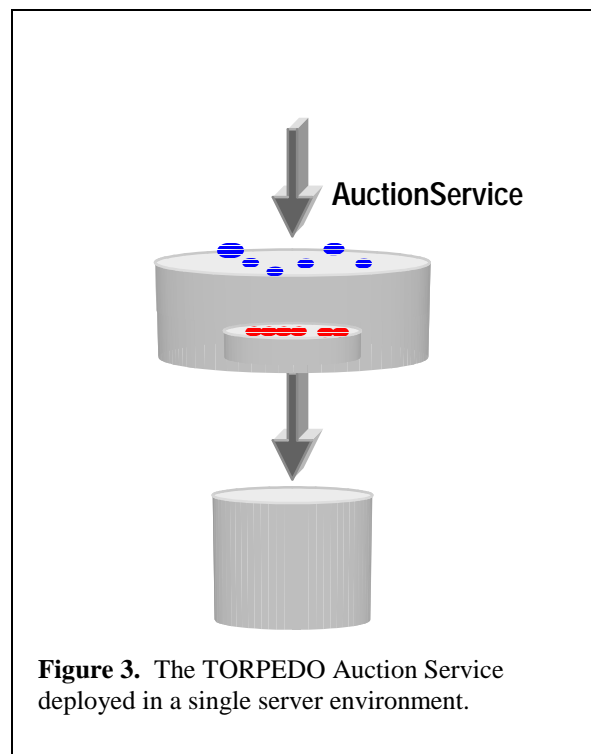 AuctionService
Figure 3. The TORPEDO Auction Service
deployed in a single server environment.